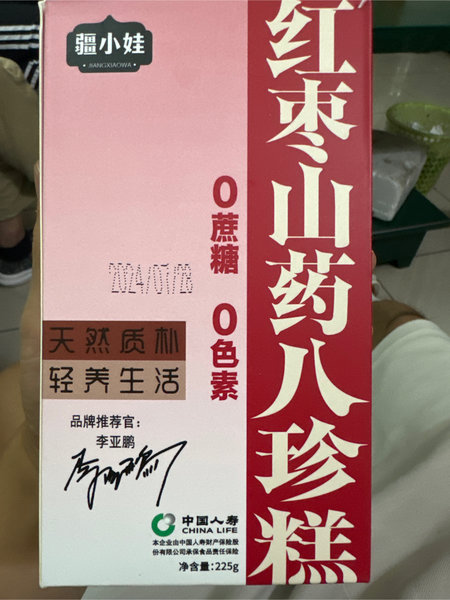 疆小娃
JIANGXIAOWA
红枣山药八珍糕
0蔗糖
0色素
2024/07/28
天然质朴
轻养生活
品牌推荐官：
李亚鹏
中国人寿
CHINA LIFE
本企业由中国人寿财产保险股
份有限公司承保食品责任保险
净含量：225g